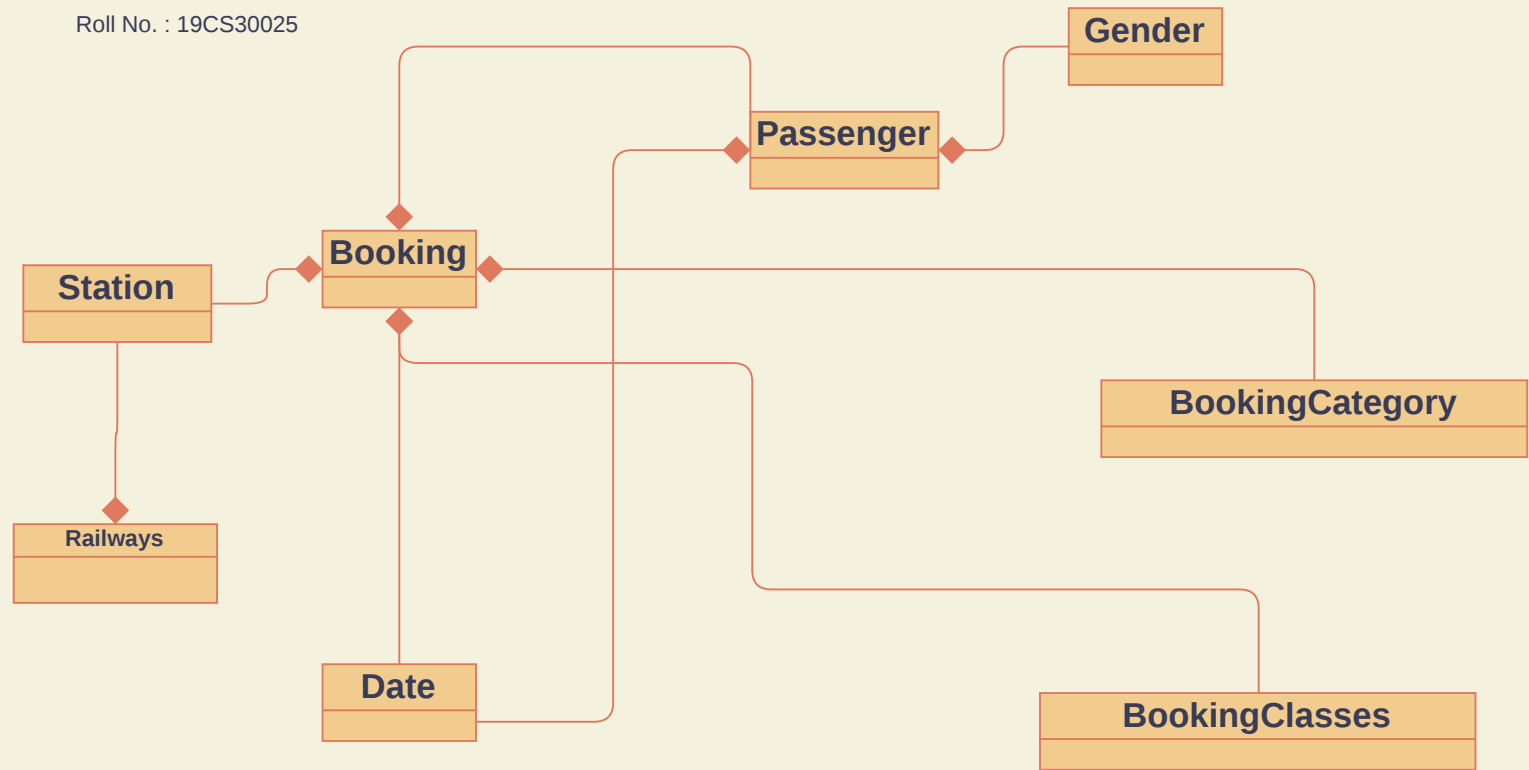 Roll No. : 19CS30025
Gender
Passenger
Booking
Station
BookingCategory
Railways
Date
BookingClasses